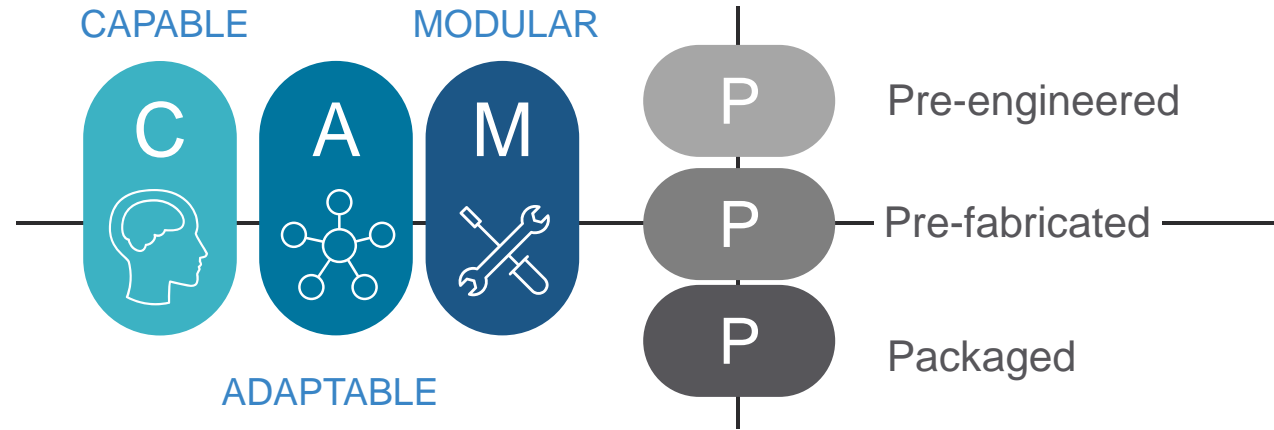 CAPABLE
MODULAR
C
A
M
ADAPTABLE
P Pre-engineered
P Pre-fabricated
P Packaged